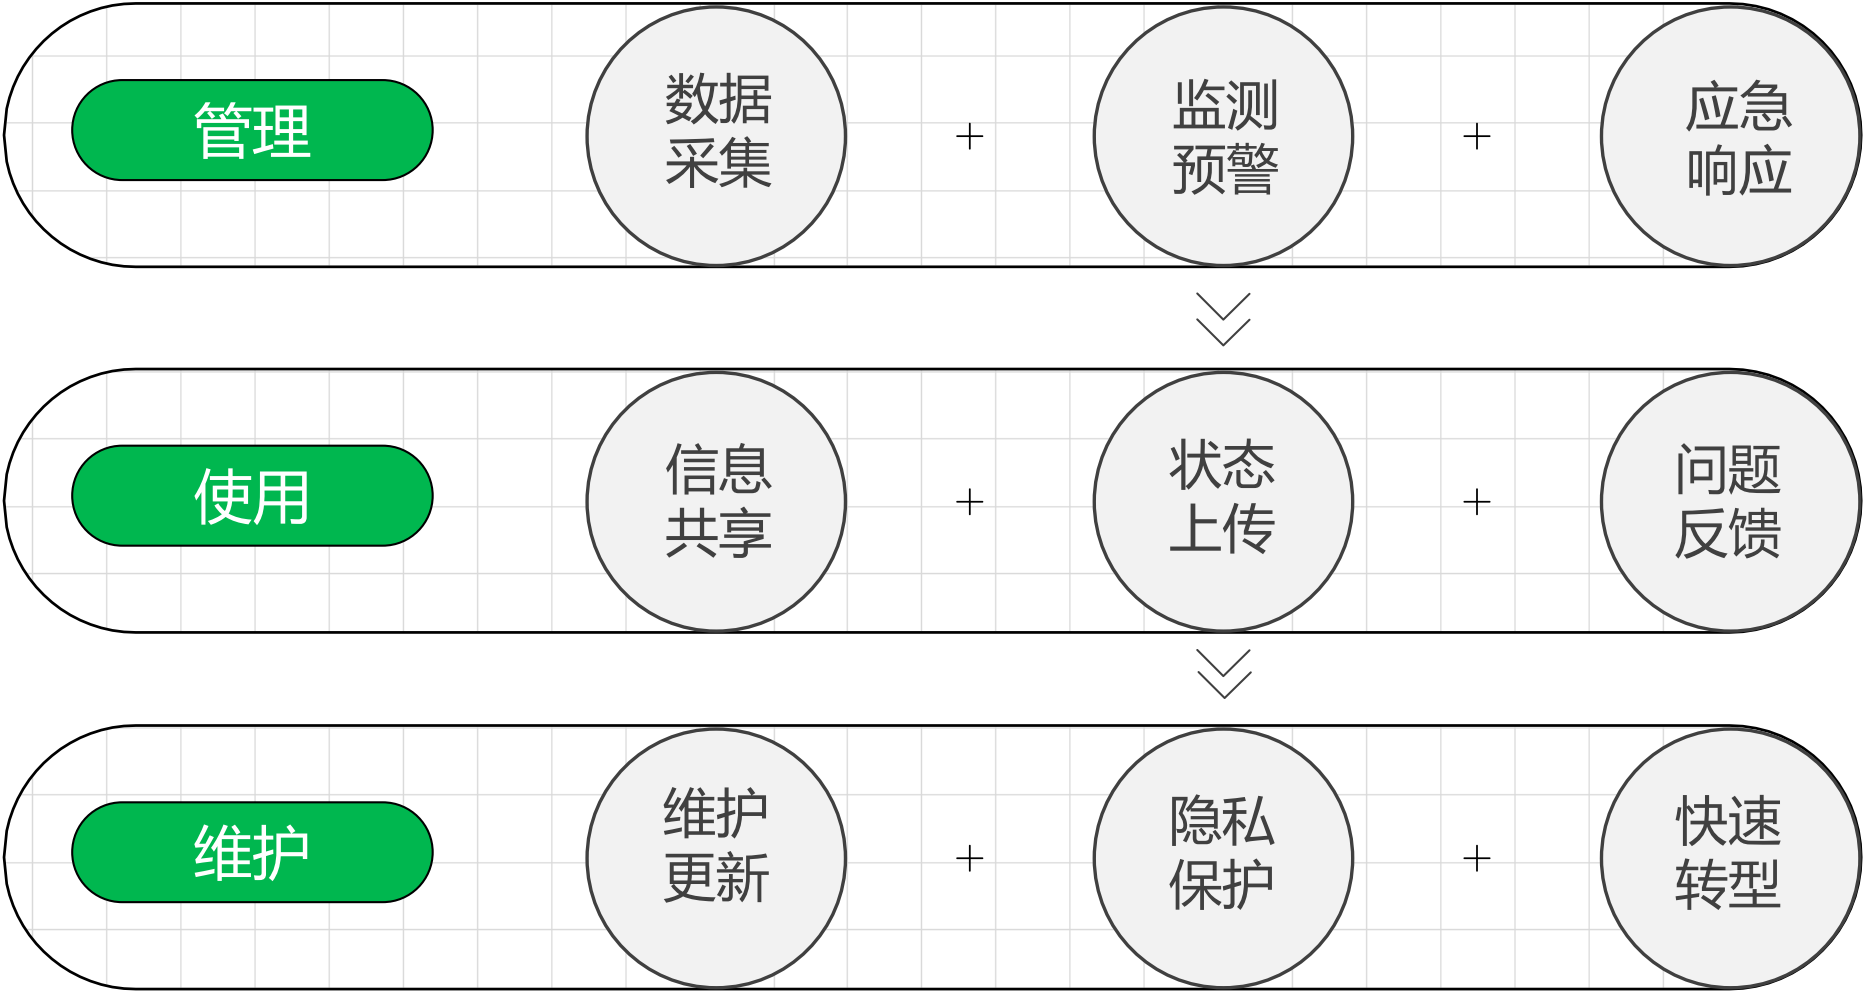 管理
数据
采集
+
监测
预警
+
应急
响应
使用
信息
共享
+
状态
上传
+
问题
反馈
维护
维护
更新
+
隐私
保护
+
快速
转型